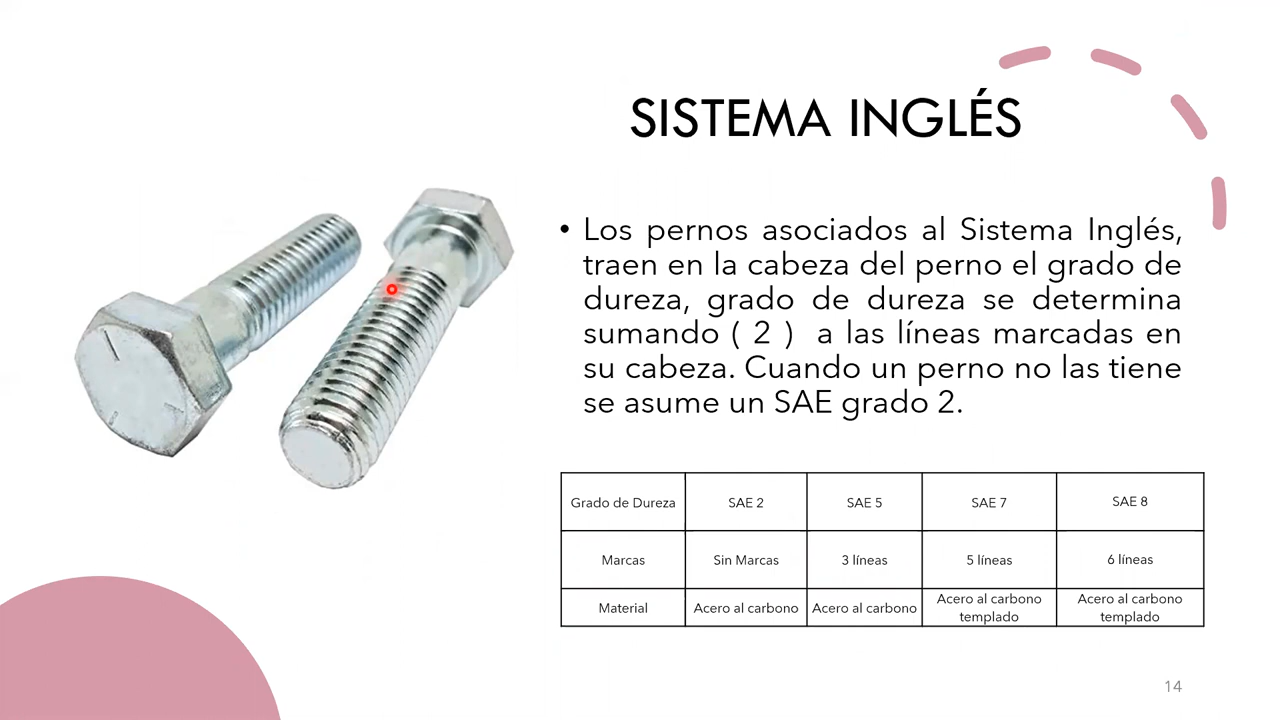 SISTEMA INGLÉS
• Los pernos asociados al Sistema Inglés,
traen en la cabeza del perno el grado de
dureza, grado de dureza se determina
sumando ( 2 ) a las líneas marcadas en
su cabeza. Cuando un perno no las tiene
se asume un SAE grado 2.
Grado de Dureza SAE 2 SAE 5 SAE 7 SAE 8
Marcas Sin Marcas 3 líneas 5 líneas 6 líneas
Material Acero al carbono Acero al carbono Acero al carbono templado Acero al carbono templado
14